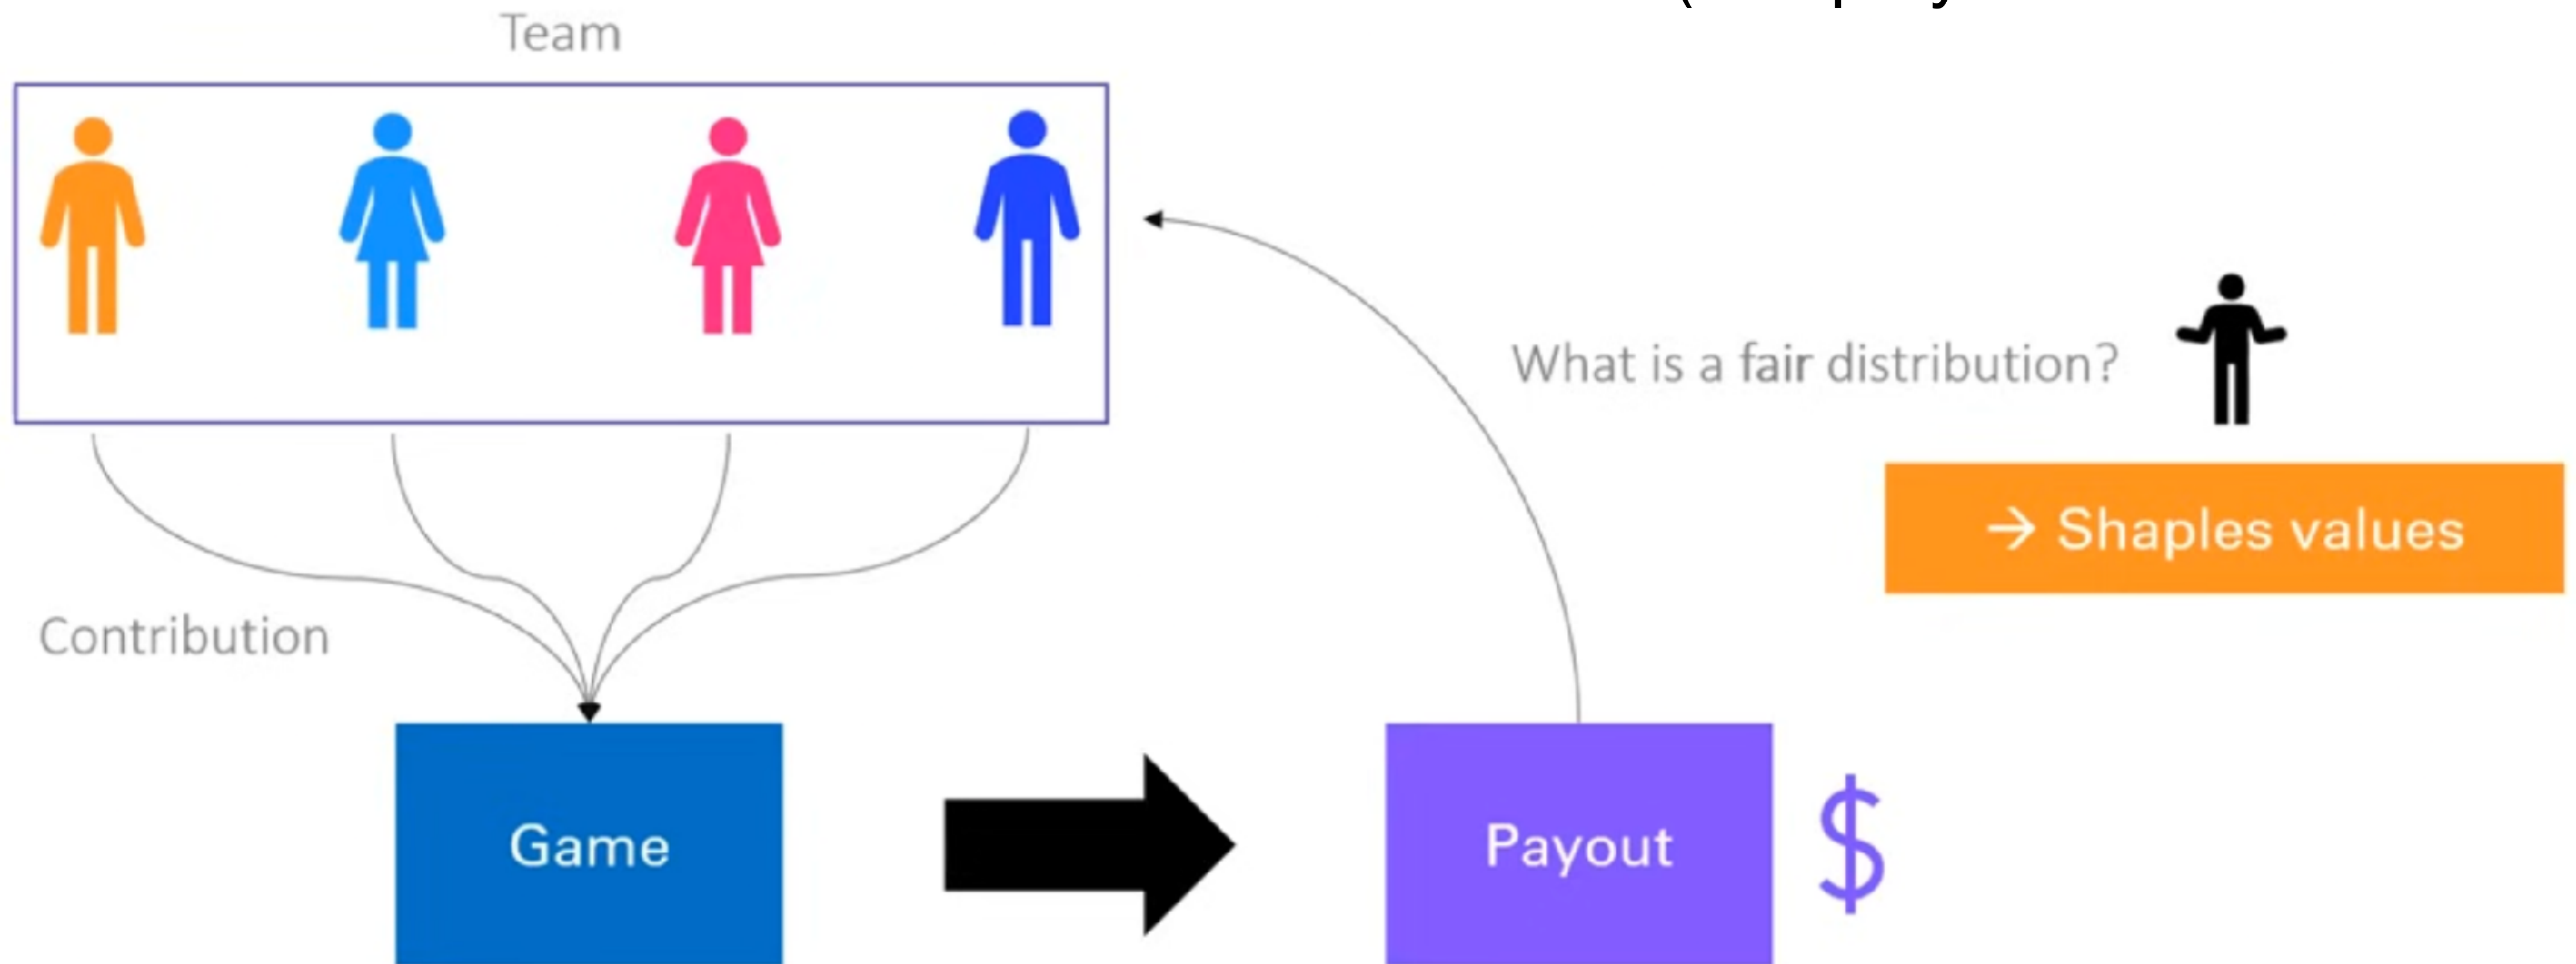 Team
What is a fair distribution?
→ Shaples values
Contribution
Game
Payout
$